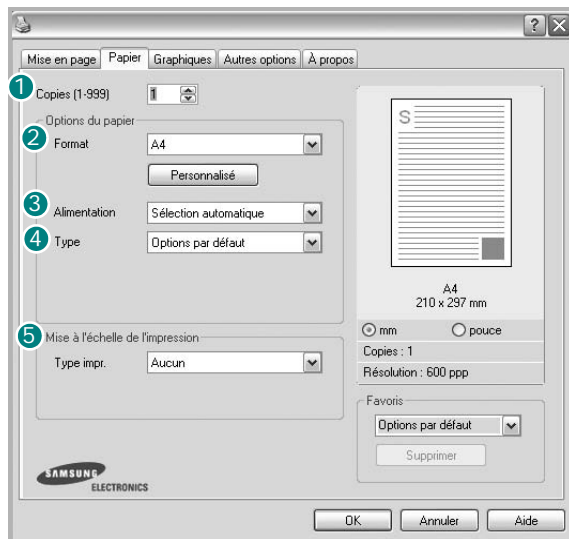 ?
Mise en page Papier Graphiques Autres options À propos
1 Copies (1-999) 1
Options du papier
2 Format A4
Personnalisé
3 Alimentation Sélection automatique
4 Type Options par défaut
5 Mise à l'échelle de l'impression
Type impr. Aucun
S
A4
210 x 297 mm
mm pouce
Copies : 1
Résolution : 600 ppp
Favoris
Options par défaut
Supprimer
SAMSUNG
ELECTRONICS
OK Annuler Aide